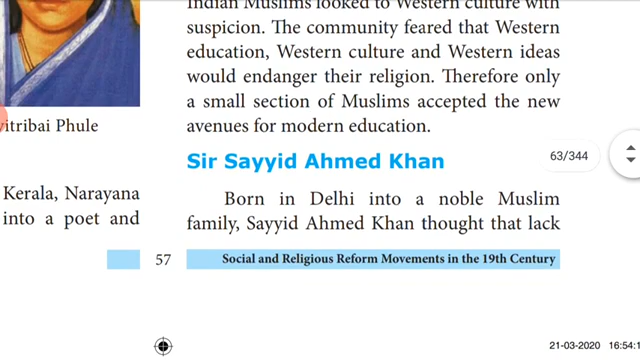 Indian Muslims looked to Western culture with
suspicion. The community feared that Western
education, Western culture and Western ideas
would endanger their religion. Therefore only
a small section of Muslims accepted the new
avenues for modern education.
Sir Sayyid Ahmed Khan
Born in Delhi into a noble Muslim
family, Sayyid Ahmed Khan thought that lack
itribai Phule
Kerala, Narayana
into a poet and
63/344
57
Social and Religious Reform Movements in the 19th Century
21-03-2020 16:54:1